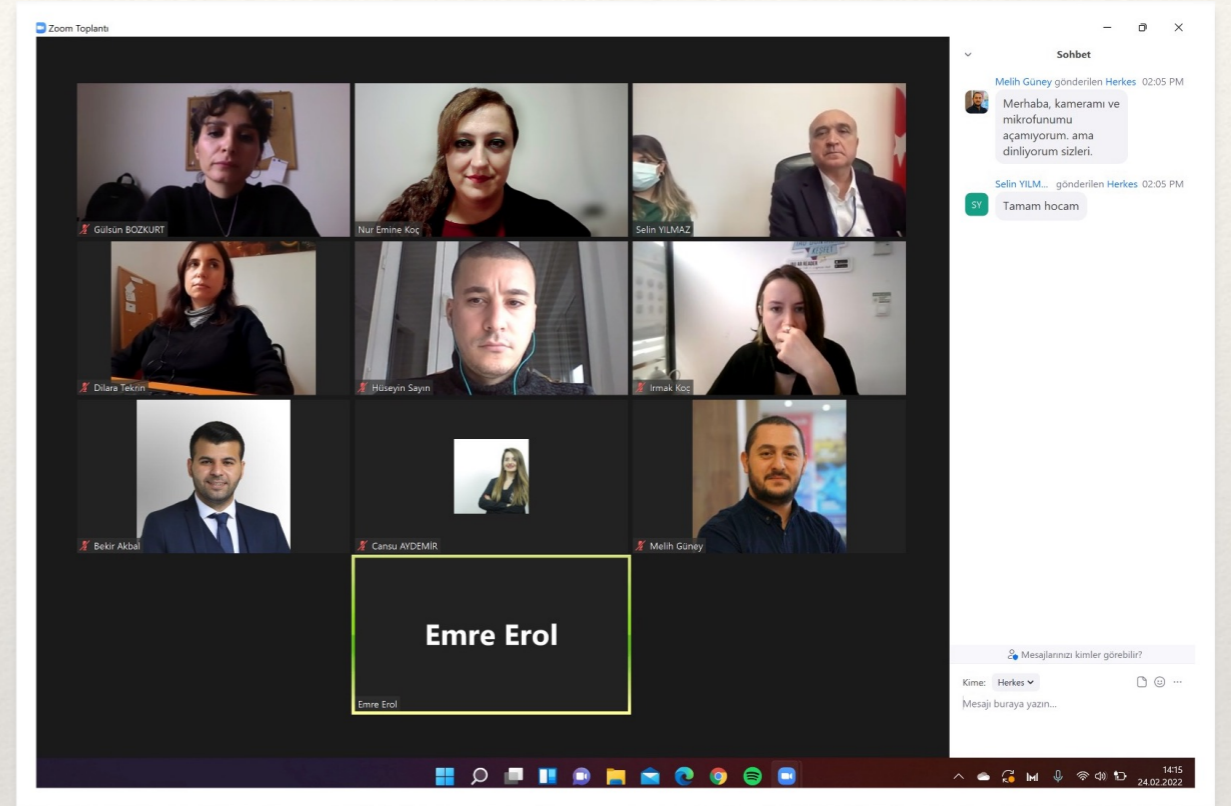 Zoom Toplantı
Gülsün BOZKURT
Nur Emine Koç
Selin YILMAZ
Dilara Tekrin
Hüseyin Sayın
Irmak Koç
Bekir Akbal
Cansu AYDEMİR
Melih Güney
Emre Erol
Emre Erol
Sohbet
Melih Güney gönderilen Herkes 02:05 PM
Merhaba, kameramı ve
mikrofunumu
açamıyorum. ama
dinliyorum sizleri.
Selin YILM... gönderilen Herkes 02:05 PM
SY
Tamam hocam
Mesajlarınızı kimler görebilir?
Kime: Herkes
Mesajı buraya yazın...
14:15
24.02.2022